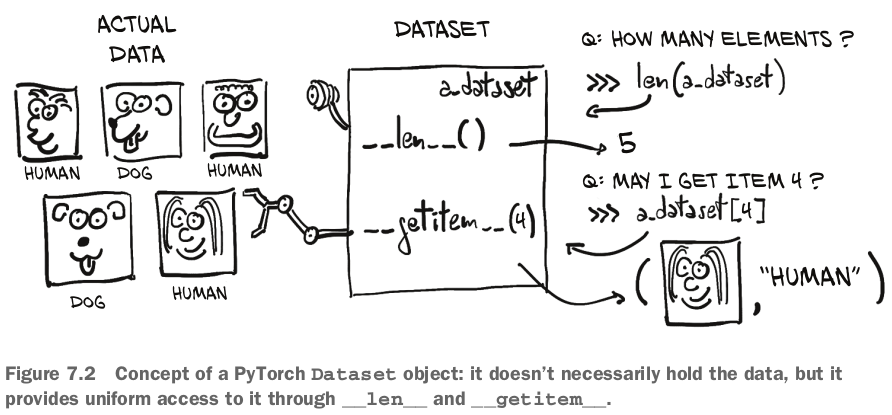 ACTUAL
DATA
HUMAN
DOG
HUMAN
DOG
HUMAN
DATASET
a_dataset
__len__()
__getitem__(4)
Q: HOW MANY ELEMENTS ?
>>> len(a_dataset)
5
Q: MAY I GET ITEM 4 ?
>>> a_dataset[4]
( , "HUMAN" )
Figure 7.2 Concept of a PyTorch Dataset object: it doesn't necessarily hold the data, but it
provides uniform access to it through __len__ and __getitem__.